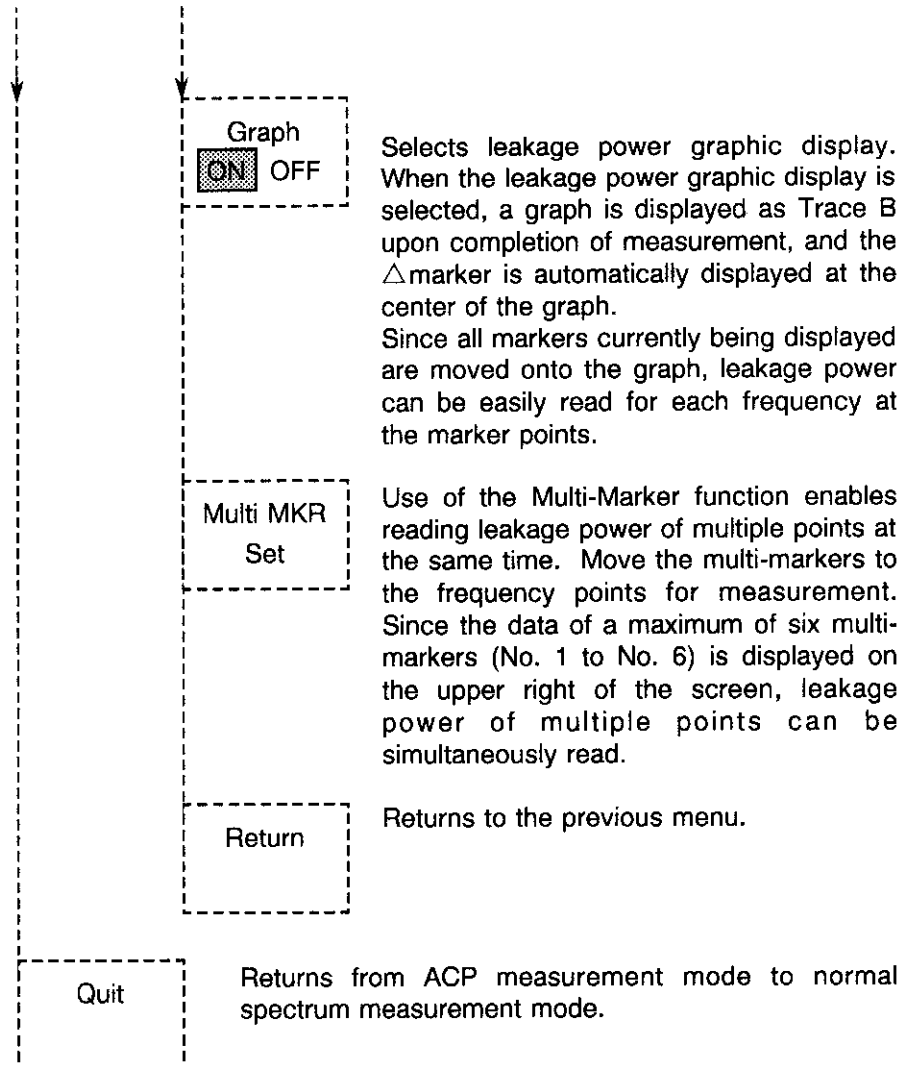 Graph
ON OFF
Selects leakage power graphic display.
When the leakage power graphic display is
selected, a graph is displayed as Trace B
upon completion of measurement, and the
△marker is automatically displayed at the
center of the graph.
Since all markers currently being displayed
are moved onto the graph, leakage power
can be easily read for each frequency at
the marker points.
Multi MKR
Set
Use of the Multi-Marker function enables
reading leakage power of multiple points at
the same time. Move the multi-markers to
the frequency points for measurement.
Since the data of a maximum of six multi-
markers (No. 1 to No. 6) is displayed on
the upper right of the screen, leakage
power of multiple points can be
simultaneously read.
Return
Returns to the previous menu.
Quit
Returns from ACP measurement mode to normal
spectrum measurement mode.